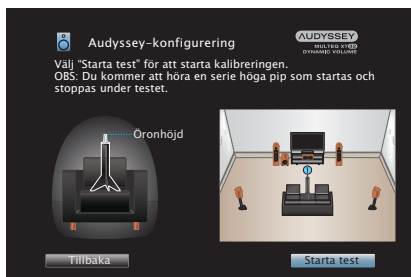 Audyssey-konfigurering
AUDYSSEY
MULTEQ XT32
DYNAMIC VOLUME
Välj “Starta test” för att starta kalibreringen.
OBS: Du kommer att höra en serie höga pip som startas och
stoppas under testet.
Öronhöjd
Tillbaka
Starta test